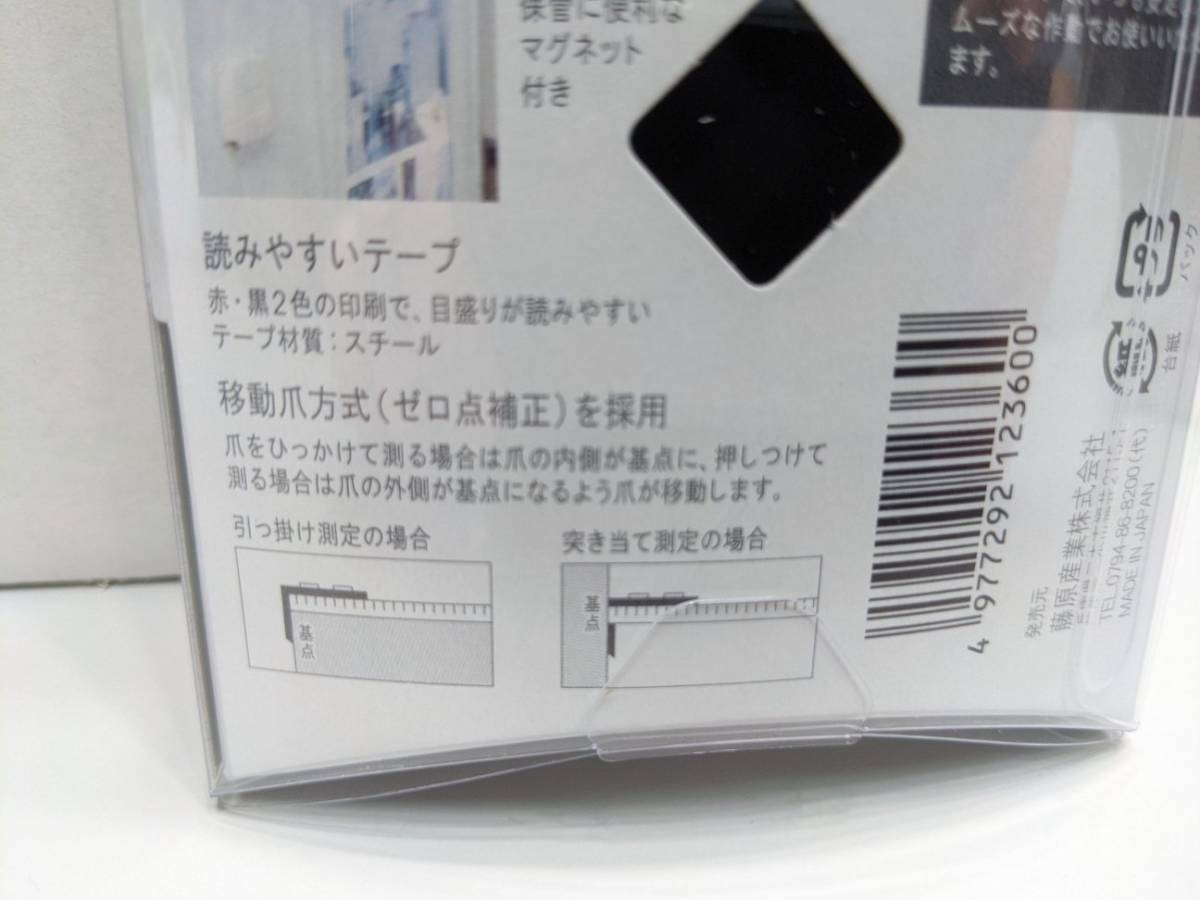 保管に便利な
マグネット
付き
ムーズな作動でお使いいただ
ます。
読みやすいテープ
赤・黒2色の印刷で、目盛りが読みやすい
テープ材質：スチール
移動爪方式(ゼロ点補正)を採用
爪をひっかけて測る場合は爪の内側が基点に、押しつけて
測る場合は爪の外側が基点になるよう爪が移動します。
引っ掛け測定の場合
基点
突き当て測定の場合
基点
パック
台紙
4 977292 123600
発売元
藤原産業株式会社
TEL.0794-86-8200(代)
MADE IN JAPAN